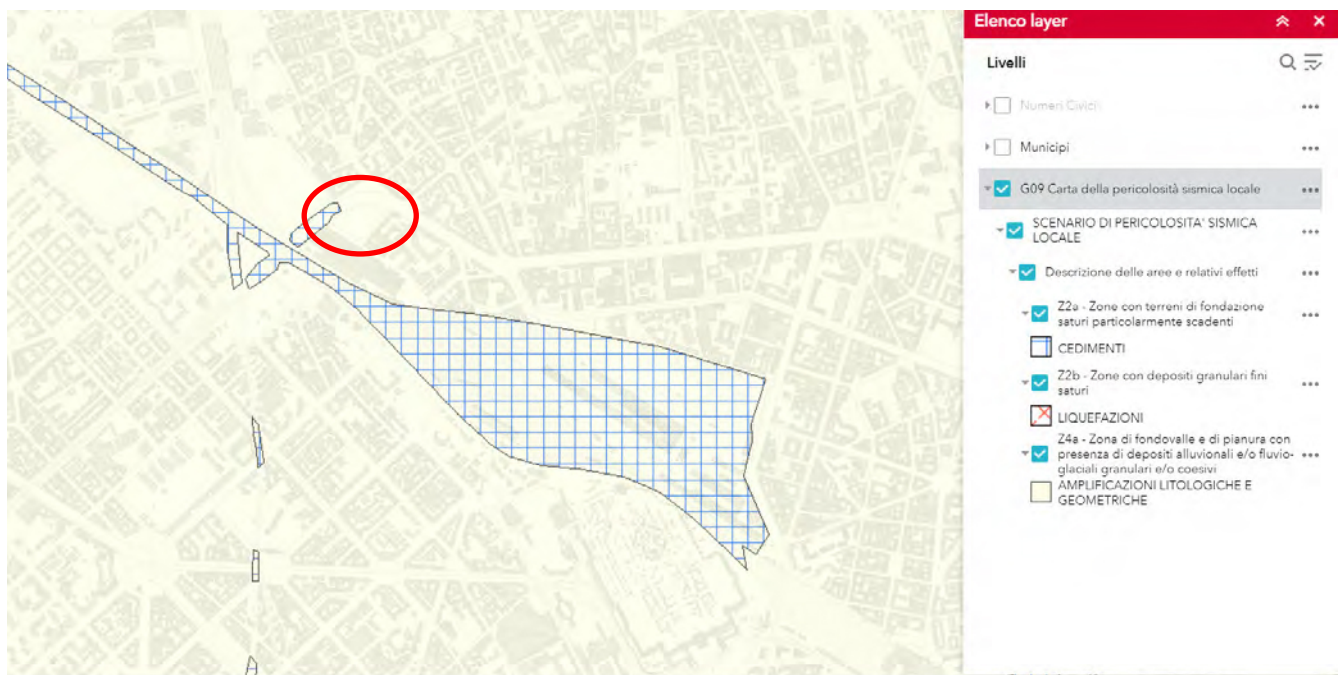 Elenco layer
Livelli
Numeri Civici
Municipi
G09 Carta della pericolosità sismica locale
SCENARIO DI PERICOLOSITA' SISMICA
LOCALE
Descrizione delle aree e relativi effetti
Z2a - Zone con terreni di fondazione
saturi particolarmente scadenti
CEDIMENTI
Z2b - Zone con depositi granulari fini
saturi
LIQUEFAZIONI
Z4a - Zona di fondovalle e di pianura con
presenza di depositi alluvionali e/o fluvio-
glaciali granulari e/o coesivi
AMPLIFICAZIONI LITOLOGICHE E
GEOMETRICHE